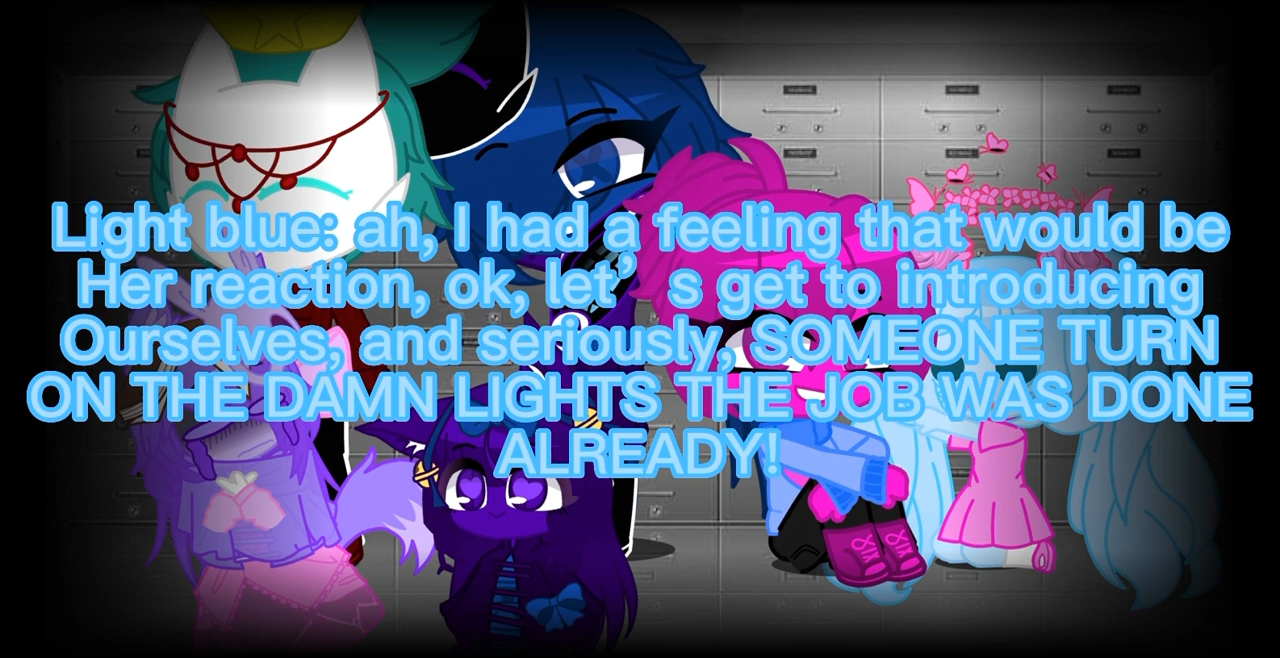 Light blue: ah, I had a feeling that would be
Her reaction, ok, let’s get to introducing
Ourselves, and seriously, SOMEONE TURN
ON THE DAMN LIGHTS THE JOB WAS DONE
ALREADY!